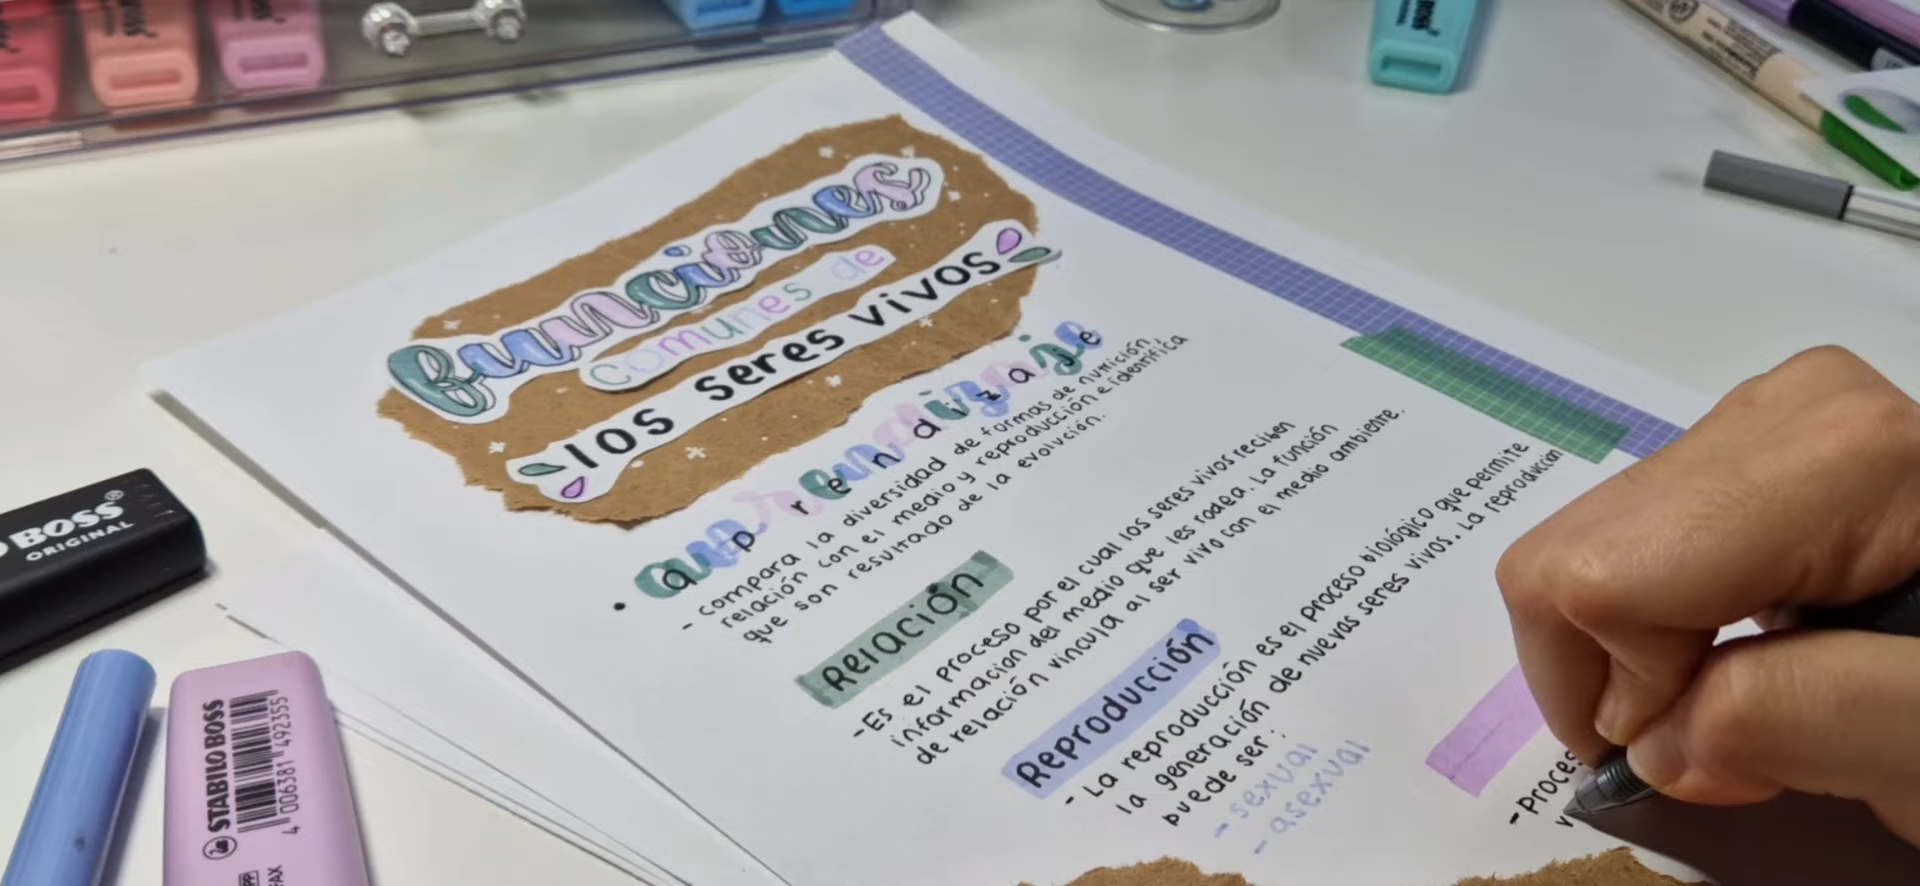 funciones
comunes de
los seres vivos
• aprendizaje
- compara la diversidad de formas de nutrición,
relación con el medio y reproducción e identifica
que son resultado de la evolución.
Relación
-Es el proceso por el cual los seres vivos reciben
información del medio que les rodea. La función
de relación vincula al ser vivo con el medio ambiente.
Reproducción
- La reproducción es el proceso biológico que permite
la generación de nuevas seres vivos. La reproducción
puede ser:
- sexual
- asexual
-Proces
BOSS®
ORIGINAL
STABILO BOSS
4 006381 492355